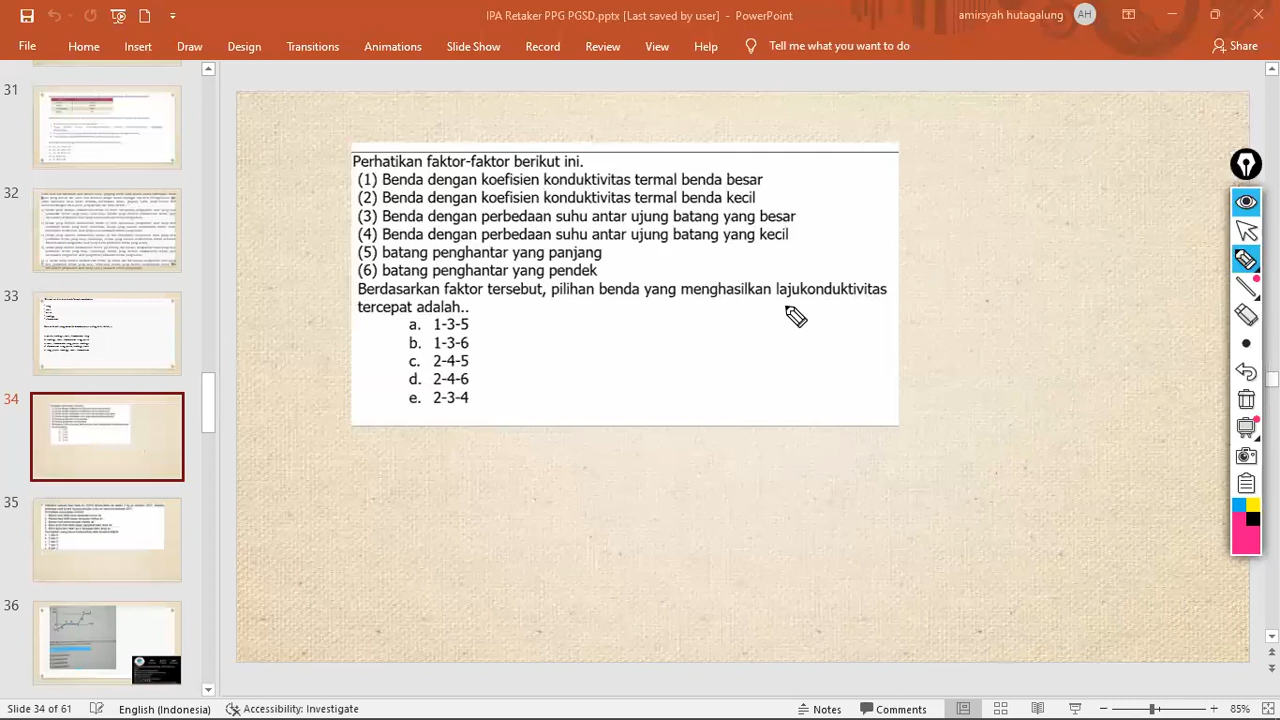 IPA Retaker PPG PGSD.pptx [Last saved by user] - PowerPoint
amirsyah hutagalung
AH
File
Home
Insert
Draw
Design
Transitions
Animations
Slide Show
Record
Review
View
Help
Tell me what you want to do
Share
31
32
33
34
35
36
Perhatikan faktor-faktor berikut ini.
(1) Benda dengan koefisien konduktivitas termal benda besar
(2) Benda dengan koefisien konduktivitas termal benda kecil
(3) Benda dengan perbedaan suhu antar ujung batang yang besar
(4) Benda dengan perbedaan suhu antar ujung batang yang kecil
(5) batang penghantar yang panjang
(6) batang penghantar yang pendek
Berdasarkan faktor tersebut, pilihan benda yang menghasilkan lajukonduktivitas
tercepat adalah..
a. 1-3-5
b. 1-3-6
c. 2-4-5
d. 2-4-6
e. 2-3-4
Slide 34 of 61
English (Indonesia)
Accessibility: Investigate
Notes
Comments
85%